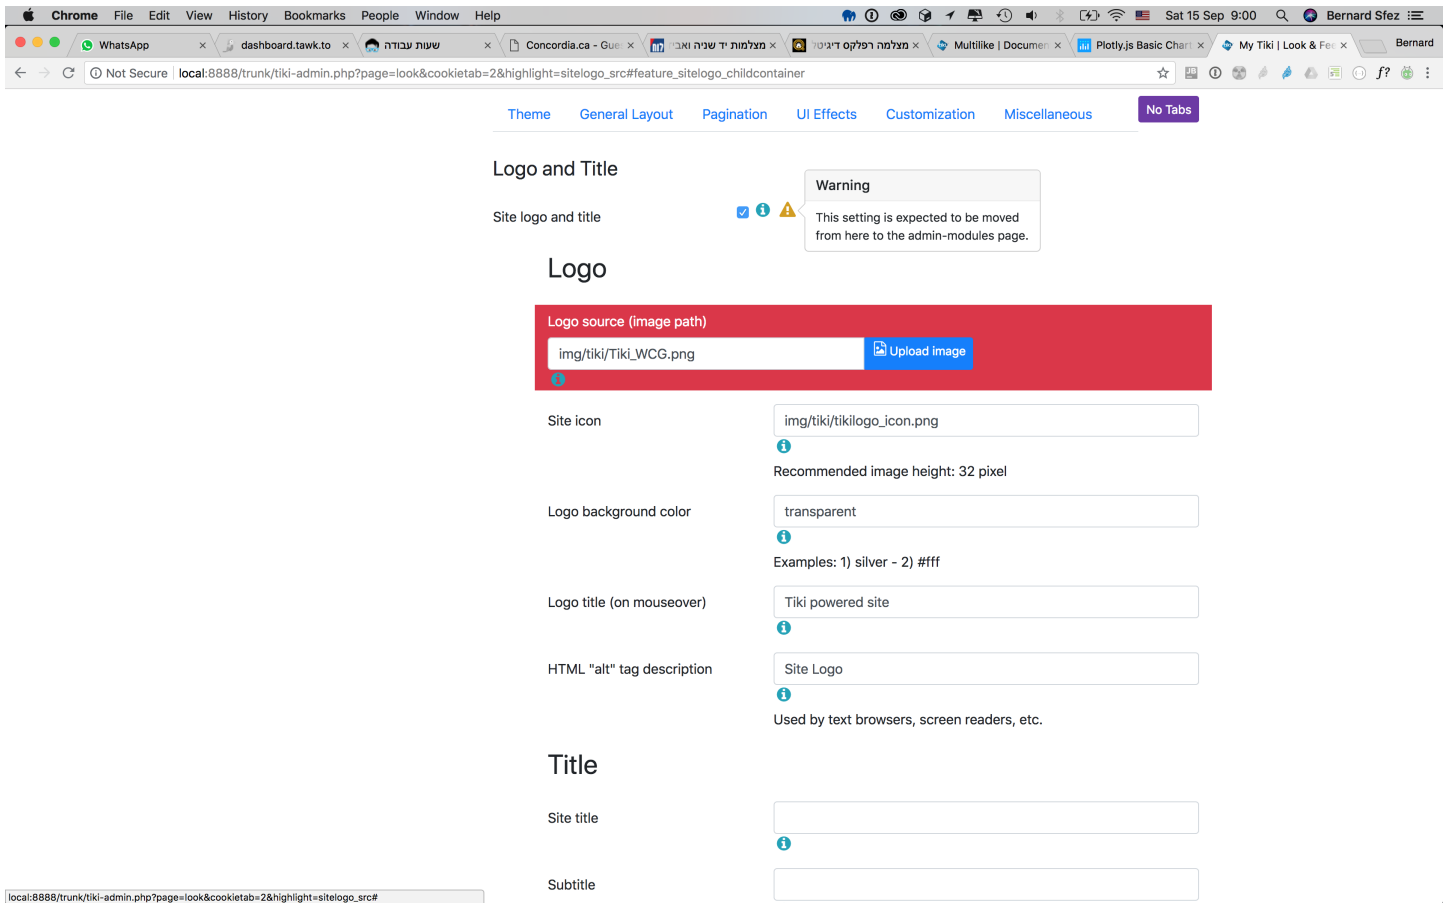 Chrome File Edit View History Bookmarks People Window Help Sat 15 Sep 9:00 Bernard Sfez
WhatsApp dashboard.tawk.to שעות עבודה Concordia.ca - Gue מצלמות יד שניה ואבי מצלמה רפלקס דיגיטל Multilike | Documen Plotly.js Basic Chart My Tiki | Look & Fee Bernard
Not Secure local:8888/trunk/tiki-admin.php?page=look&cookietab=2&highlight=sitelogo_src#feature_sitelogo_childcontainer
Theme General Layout Pagination UI Effects Customization Miscellaneous No Tabs
Logo and Title
Warning
Site logo and title
This setting is expected to be moved
from here to the admin-modules page.
Logo
Logo source (image path)
img/tiki/Tiki_WCG.png Upload image
Site icon img/tiki/tikilogo_icon.png
Recommended image height: 32 pixel
Logo background color transparent
Examples: 1) silver - 2) #fff
Logo title (on mouseover) Tiki powered site
HTML "alt" tag description Site Logo
Used by text browsers, screen readers, etc.
Title
Site title
Subtitle
local:8888/trunk/tiki-admin.php?page=look&cookietab=2&highlight=sitelogo_src#